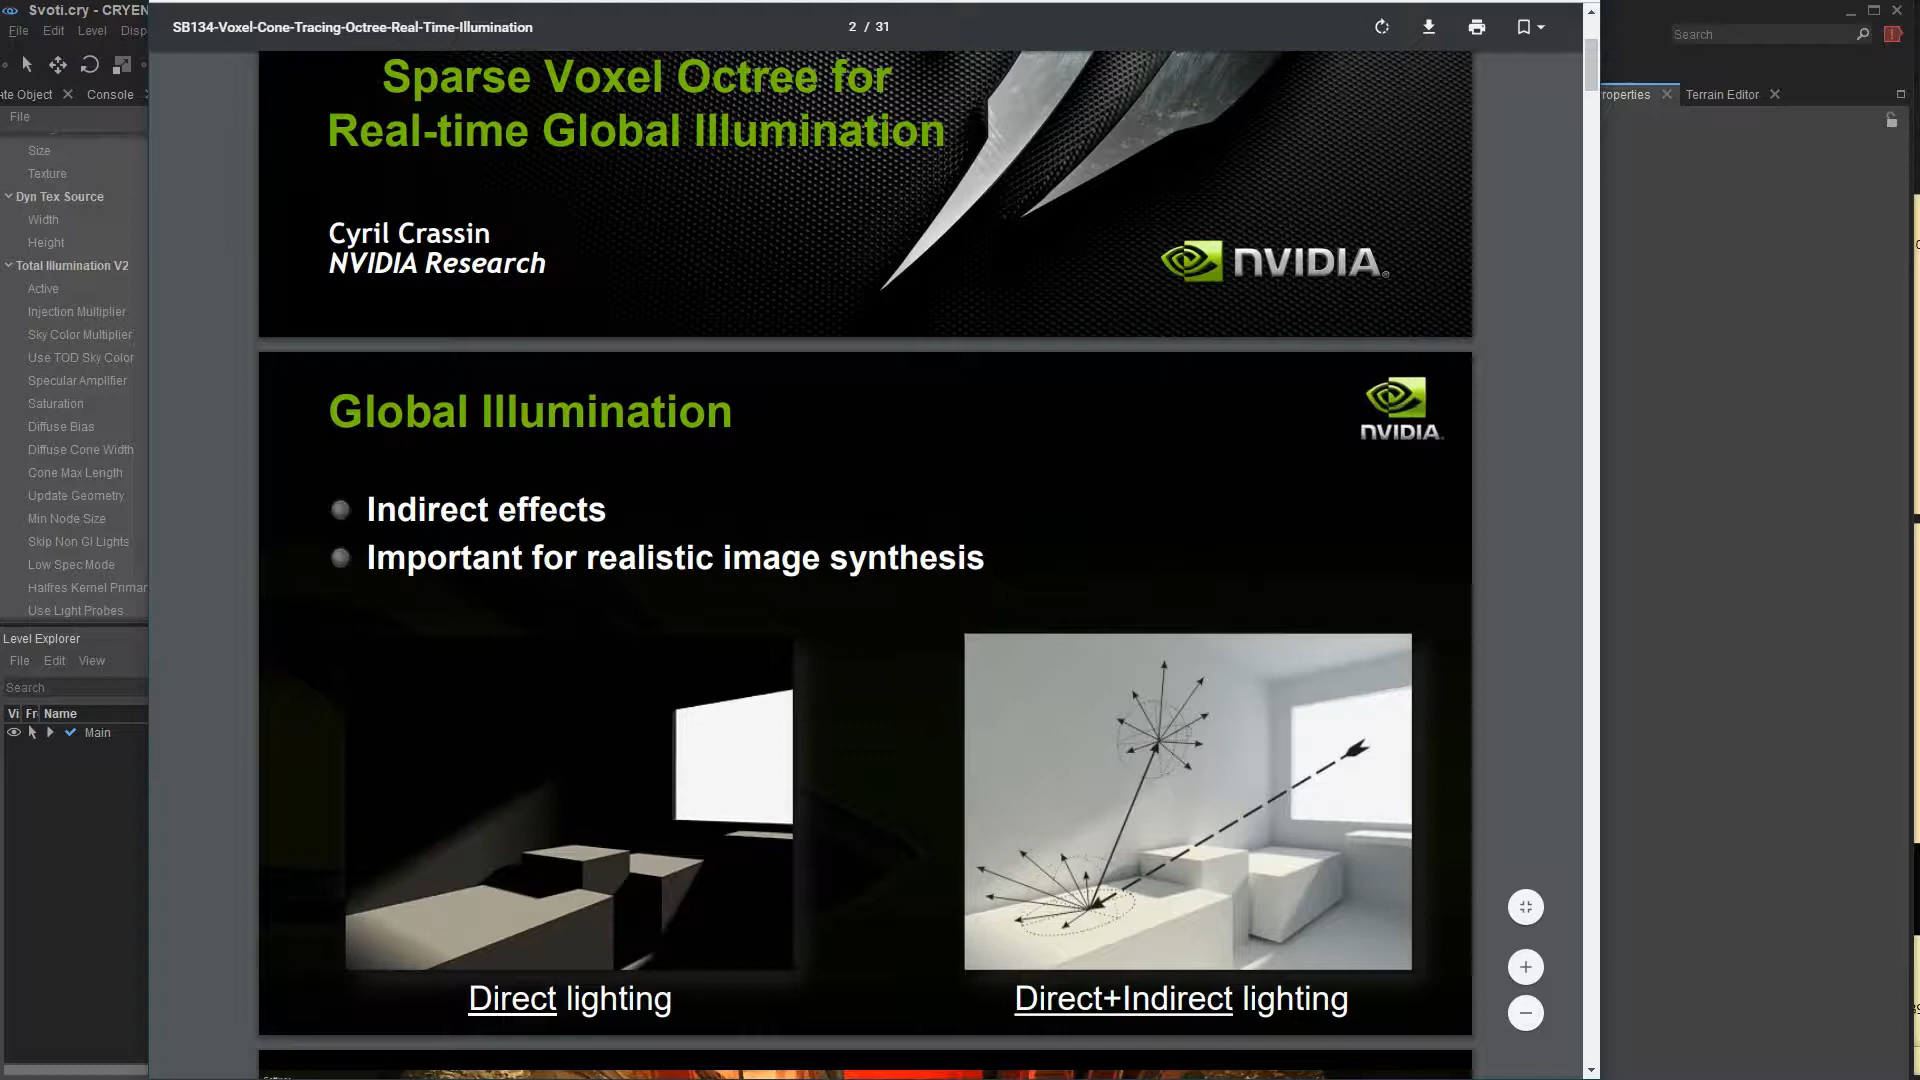 Svoti.cry - CRYEN
File Edit Level Disp
Search
te Object
Console
File
Size
Texture
Dyn Tex Source
Width
Height
Total Illumination V2
Active
Injection Multiplier
Sky Color Multiplier
Use TOD Sky Color
Specular Amplifier
Saturation
Diffuse Bias
Diffuse Cone Width
Cone Max Length
Update Geometry
Min Node Size
Skip Non GI Lights
Low Spec Mode
Halfres Kernel Primar
Use Light Probes
Level Explorer
File Edit View
Search
Vi Fr Name
Main
SB134-Voxel-Cone-Tracing-Octree-Real-Time-Illumination
2 / 31
Sparse Voxel Octree for
Real-time Global Illumination
Cyril Crassin
NVIDIA Research
NVIDIA
Global Illumination
NVIDIA
Indirect effects
Important for realistic image synthesis
Direct lighting
Direct+Indirect lighting
roperties
Terrain Editor